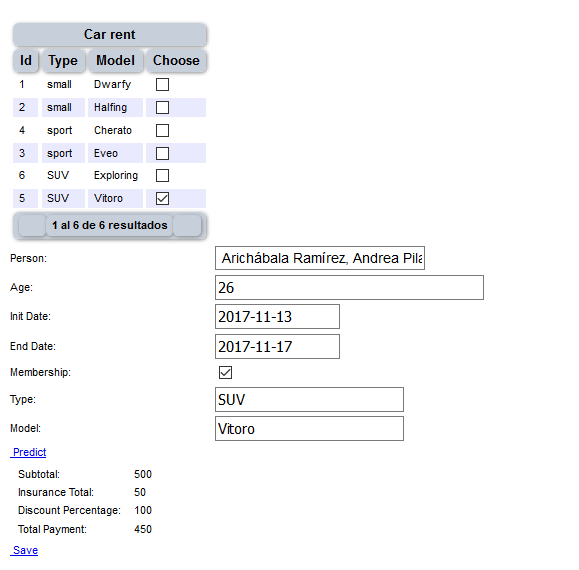 Car rent
Id Type Model Choose
1 small Dwarfy
2 small Halfing
4 sport Cherato
3 sport Eveo
6 SUV Exploring
5 SUV Vitoro
1 al 6 de 6 resultados
Person: Arichábala Ramírez, Andrea Pila
Age: 26
Init Date: 2017-11-13
End Date: 2017-11-17
Membership:
Type: SUV
Model: Vitoro
Predict
Subtotal: 500
Insurance Total: 50
Discount Percentage: 100
Total Payment: 450
Save